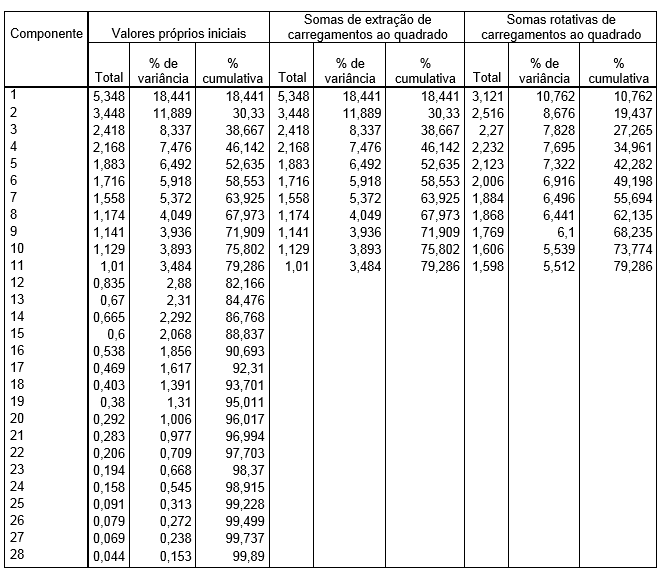 Componente Valores próprios iniciais Somas de extração de carregamentos ao quadrado Somas rotativas de carregamentos ao quadrado
Total % de variância % cumulativa Total % de variância % cumulativa Total % de variância % cumulativa
1 5,348 18,441 18,441 5,348 18,441 18,441 3,121 10,762 10,762
2 3,448 11,889 30,33 3,448 11,889 30,33 2,516 8,676 19,437
3 2,418 8,337 38,667 2,418 8,337 38,667 2,27 7,828 27,265
4 2,168 7,476 46,142 2,168 7,476 46,142 2,232 7,695 34,961
5 1,883 6,492 52,635 1,883 6,492 52,635 2,123 7,322 42,282
6 1,716 5,918 58,553 1,716 5,918 58,553 2,006 6,916 49,198
7 1,558 5,372 63,925 1,558 5,372 63,925 1,884 6,496 55,694
8 1,174 4,049 67,973 1,174 4,049 67,973 1,868 6,441 62,135
9 1,141 3,936 71,909 1,141 3,936 71,909 1,769 6,1 68,235
10 1,129 3,893 75,802 1,129 3,893 75,802 1,606 5,539 73,774
11 1,01 3,484 79,286 1,01 3,484 79,286 1,598 5,512 79,286
12 0,835 2,88 82,166
13 0,67 2,31 84,476
14 0,665 2,292 86,768
15 0,6 2,068 88,837
16 0,538 1,856 90,693
17 0,469 1,617 92,31
18 0,403 1,391 93,701
19 0,38 1,31 95,011
20 0,292 1,006 96,017
21 0,283 0,977 96,994
22 0,206 0,709 97,703
23 0,194 0,668 98,37
24 0,158 0,545 98,915
25 0,091 0,313 99,228
26 0,079 0,272 99,499
27 0,069 0,238 99,737
28 0,044 0,153 99,89